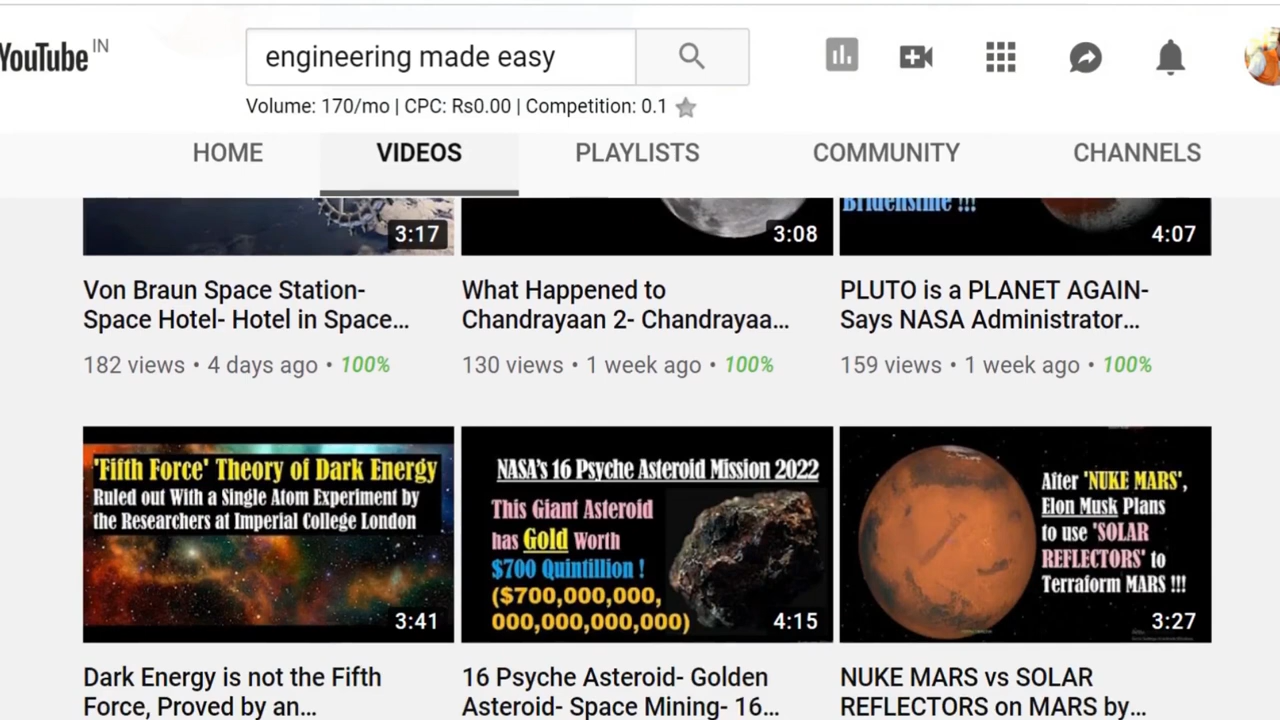 YouTube IN
engineering made easy
Volume: 170/mo | CPC: Rs0.00 | Competition: 0.1
HOME VIDEOS PLAYLISTS COMMUNITY CHANNELS
Bridenstine !!!
3:17 3:08 4:07
Von Braun Space Station-
Space Hotel- Hotel in Space...
182 views • 4 days ago • 100%
What Happened to
Chandrayaan 2- Chandrayaa...
130 views • 1 week ago • 100%
PLUTO is a PLANET AGAIN-
Says NASA Administrator...
159 views • 1 week ago • 100%
'Fifth Force' Theory of Dark Energy
Ruled out With a Single Atom Experiment by
the Researchers at Imperial College London
3:41
Dark Energy is not the Fifth
Force, Proved by an...
NASA's 16 Psyche Asteroid Mission 2022
This Giant Asteroid
has Gold Worth
$700 Quintillion !
($700,000,000,
000,000,000,000)
4:15
16 Psyche Asteroid- Golden
Asteroid- Space Mining- 16...
After 'NUKE MARS',
Elon Musk Plans
to use 'SOLAR
REFLECTORS' to
Terraform MARS !!!
3:27
NUKE MARS vs SOLAR
REFLECTORS on MARS by...